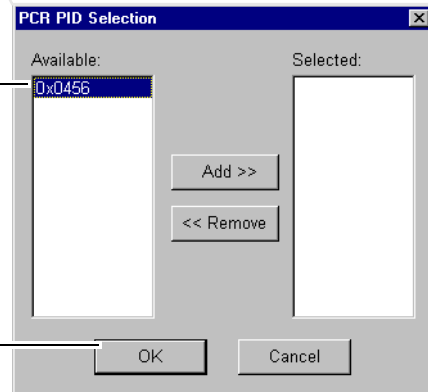 PCR PID Selection
Available:
Selected:
0x0456
Add >>
<< Remove
OK
Cancel